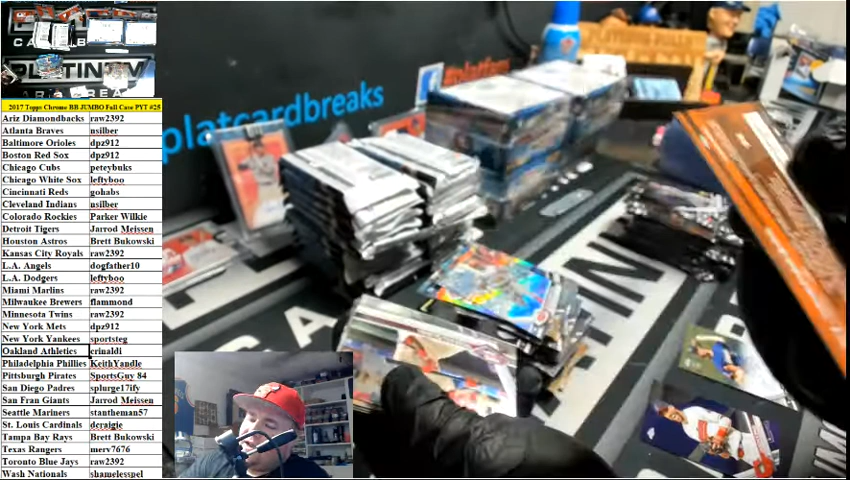 PLATINUM
2017 Topps Chrome BB JUMBO Full Case PYT #25
Ariz Diamondbacks raw2392
Atlanta Braves nsilber
Baltimore Orioles dpz912
Boston Red Sox dpz912
Chicago Cubs peteybuks
Chicago White Sox leftyboo
Cincinnati Reds gohabs
Cleveland Indians nsilber
Colorado Rockies Parker Wilkie
Detroit Tigers Jarrod Meissen
Houston Astros Brett Bukowski
Kansas City Royals raw2392
L.A. Angels dogfather10
L.A. Dodgers leftyboo
Miami Marlins raw2392
Milwaukee Brewers flammond
Minnesota Twins raw2392
New York Mets dpz912
New York Yankees sportsteg
Oakland Athletics crinaldi
Philadelphia Phillies KeithYandle
Pittsburgh Pirates SportsGuy 84
San Diego Padres splurge17ify
San Fran Giants Jarrod Meissen
Seattle Mariners stantheman57
St. Louis Cardinals dcraigie
Tampa Bay Rays Brett Bukowski
Texas Rangers merv7676
Toronto Blue Jays raw2392
Wash Nationals shamelesspel
platcardbreaks